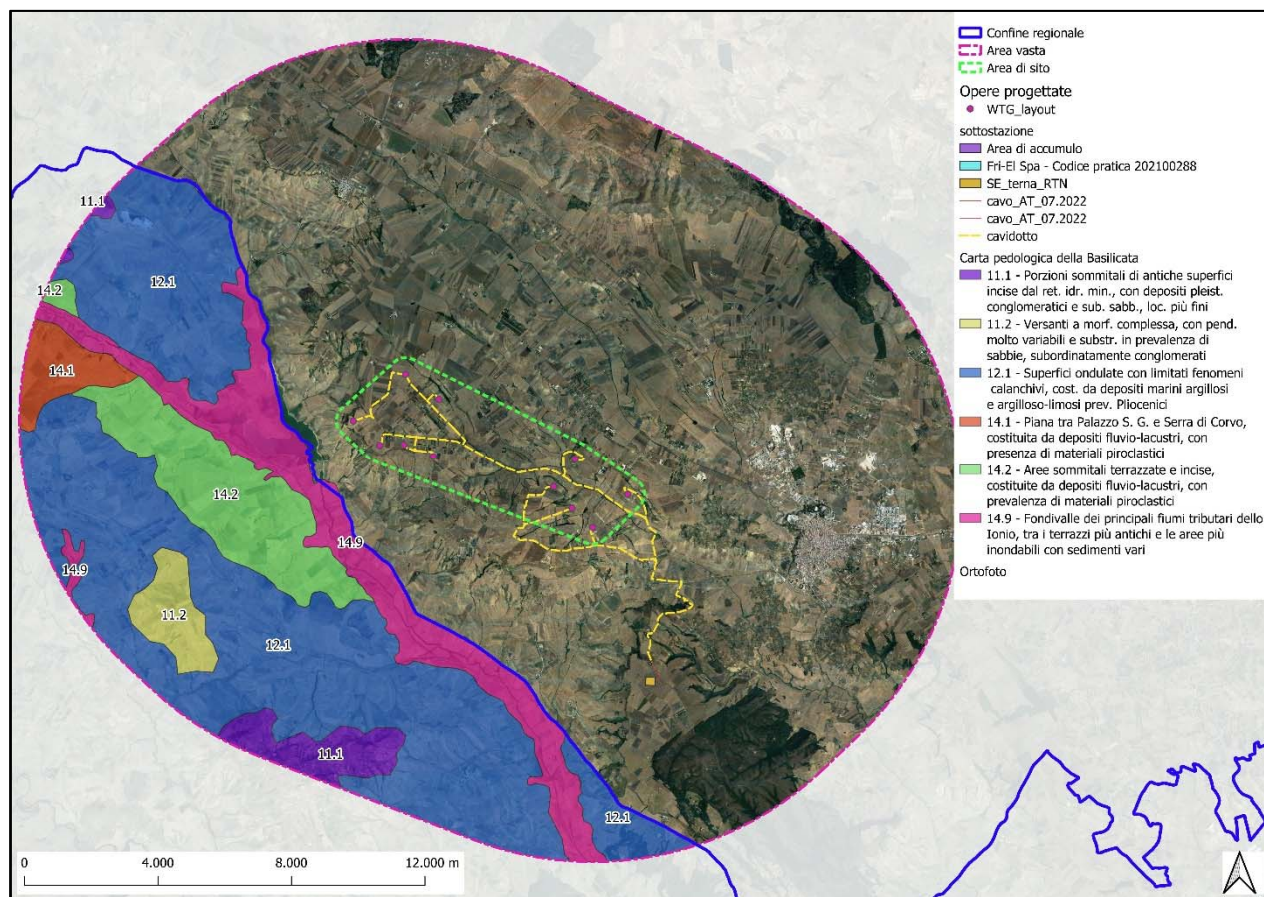 Confine regionale
Area vasta
Area di sito
Opere progettate
WTG_layout
sottostazione
Area di accumulo
Fri-El Spa - Codice pratica 202100288
SE_terna_RTN
cavo_AT_07.2022
cavo_AT_07.2022
cavidotto
Carta pedologica della Basilicata
11.1 - Porzioni sommitali di antiche superfici
incise dal ret. idr. min., con depositi pleist.
conglomeratici e sub. sabb., loc. più fini
11.2 - Versanti a morf. complessa, con pend.
molto variabili e substr. in prevalenza di
sabbie, subordinatamente conglomerati
12.1 - Superfici ondulate con limitati fenomeni
calanchivi, cost. da depositi marini argillosi
e argilloso-limosi prev. Pliocenici
14.1 - Piana tra Palazzo S. G. e Serra di Corvo,
costituita da depositi fluvio-lacustri, con
presenza di materiali piroclastici
14.2 - Aree sommitali terrazzate e incise,
costituite da depositi fluvio-lacustri, con
prevalenza di materiali piroclastici
14.9 - Fondivalle dei principali fiumi tributari dello
Ionio, tra i terrazzi più antichi e le aree più
inondabili con sedimenti vari
Ortofoto
11.1
12.1
14.2
14.1
14.2
14.9
14.9
11.2
12.1
11.1
12.1
0 4.000 8.000 12.000 m